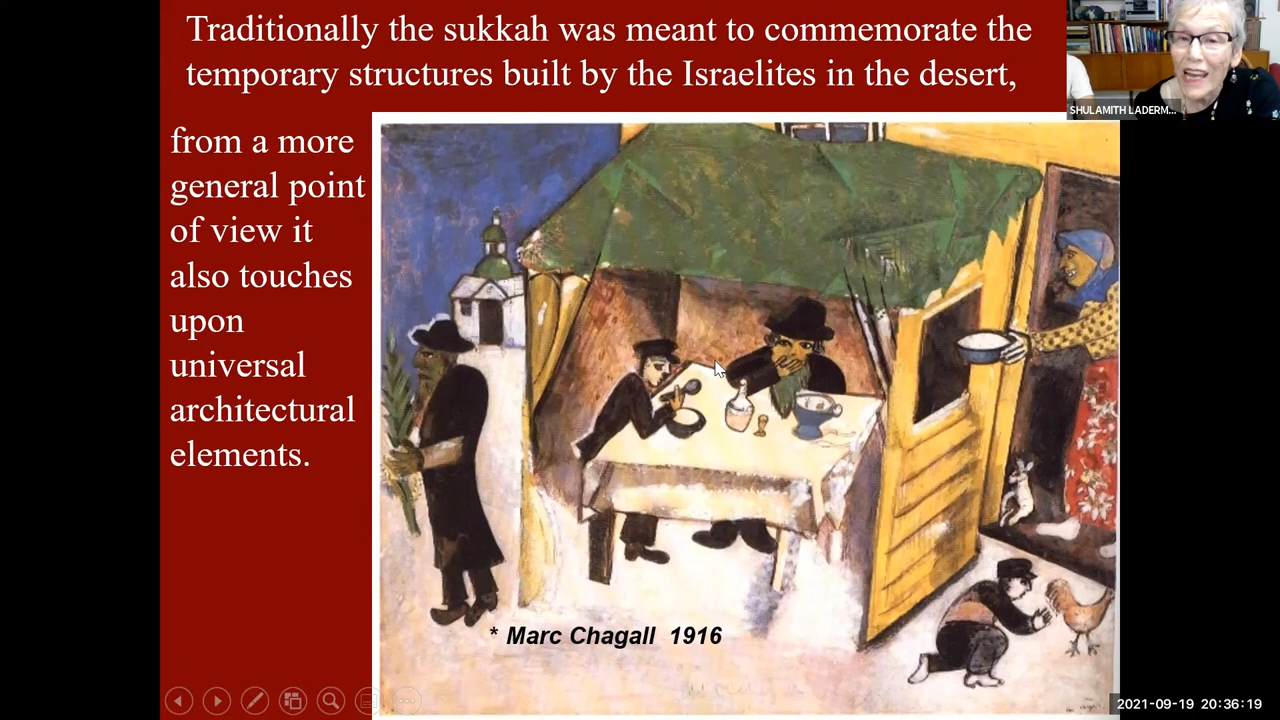 Traditionally the sukkah was meant to commemorate the
temporary structures built by the Israelites in the desert,
from a more
general point
of view it
also touches
upon
universal
architectural
elements.
* Marc Chagall 1916
SHULAMITH LADERM...
2021-09-19 20:36:19